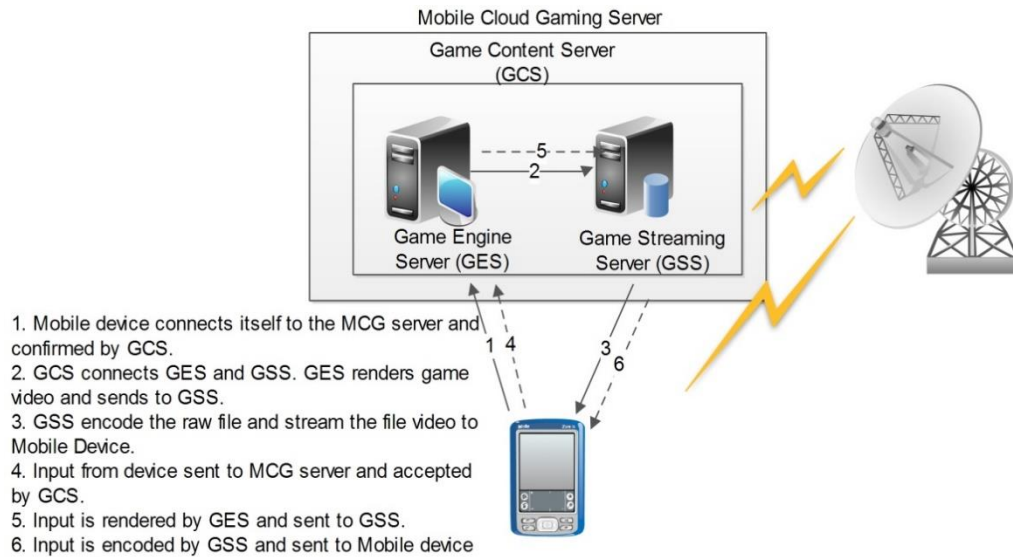 Mobile Cloud Gaming Server
Game Content Server
(GCS)
5
2
Game Engine
Server (GES)
Game Streaming
Server (GSS)
1
4
3
6
1. Mobile device connects itself to the MCG server and
confirmed by GCS.
2. GCS connects GES and GSS. GES renders game
video and sends to GSS.
3. GSS encode the raw file and stream the file video to
Mobile Device.
4. Input from device sent to MCG server and accepted
by GCS.
5. Input is rendered by GES and sent to GSS.
6. Input is encoded by GSS and sent to Mobile device